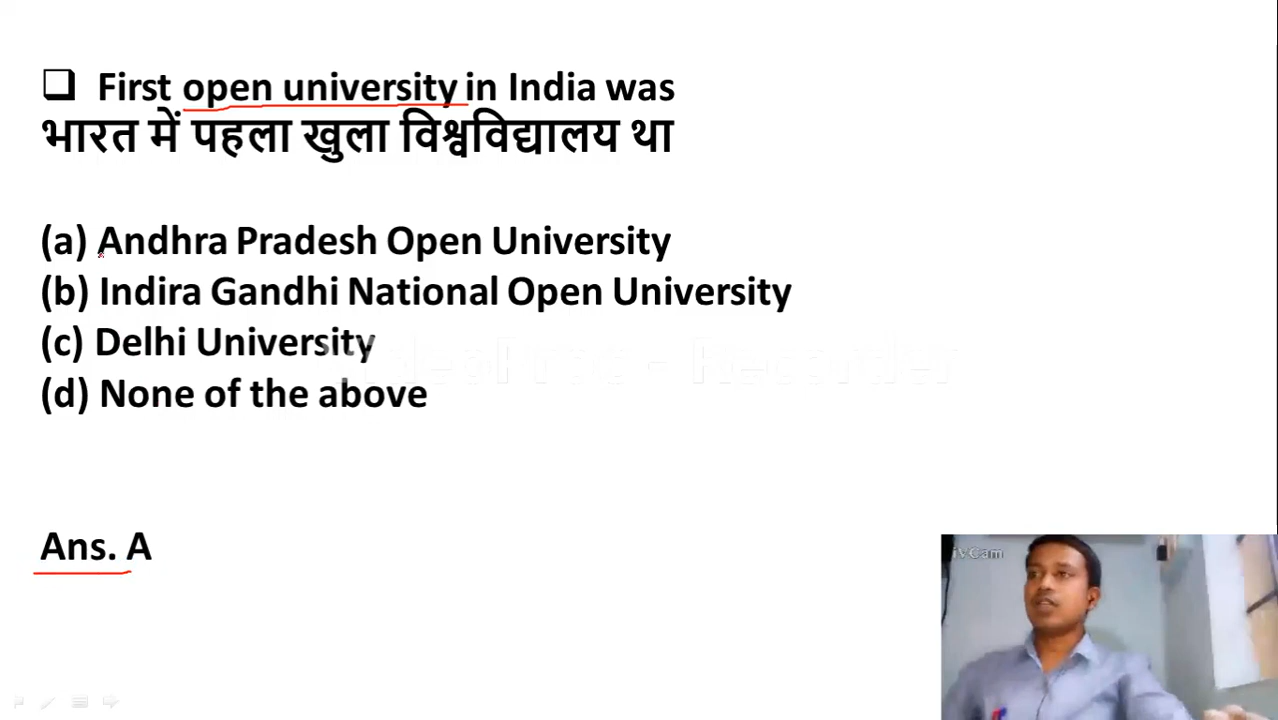 ❑ First open university in India was
भारत में पहला खुला विश्वविद्यालय था
(a) Andhra Pradesh Open University
(b) Indira Gandhi National Open University
(c) Delhi University
(d) None of the above
Ans. A
ivCam